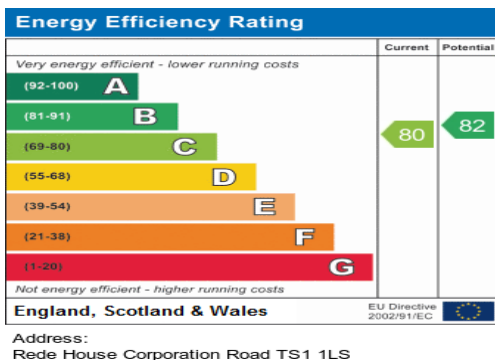 Energy Efficiency Rating
Current Potential
Very energy efficient - lower running costs
(92-100) A
(81-91) B
(69-80) C
(55-68) D
(39-54) E
(21-38) F
(1-20) G
80
82
Not energy efficient - higher running costs
England, Scotland & Wales
EU Directive
2002/91/EC
Address:
Rede House Corporation Road TS1 1LS